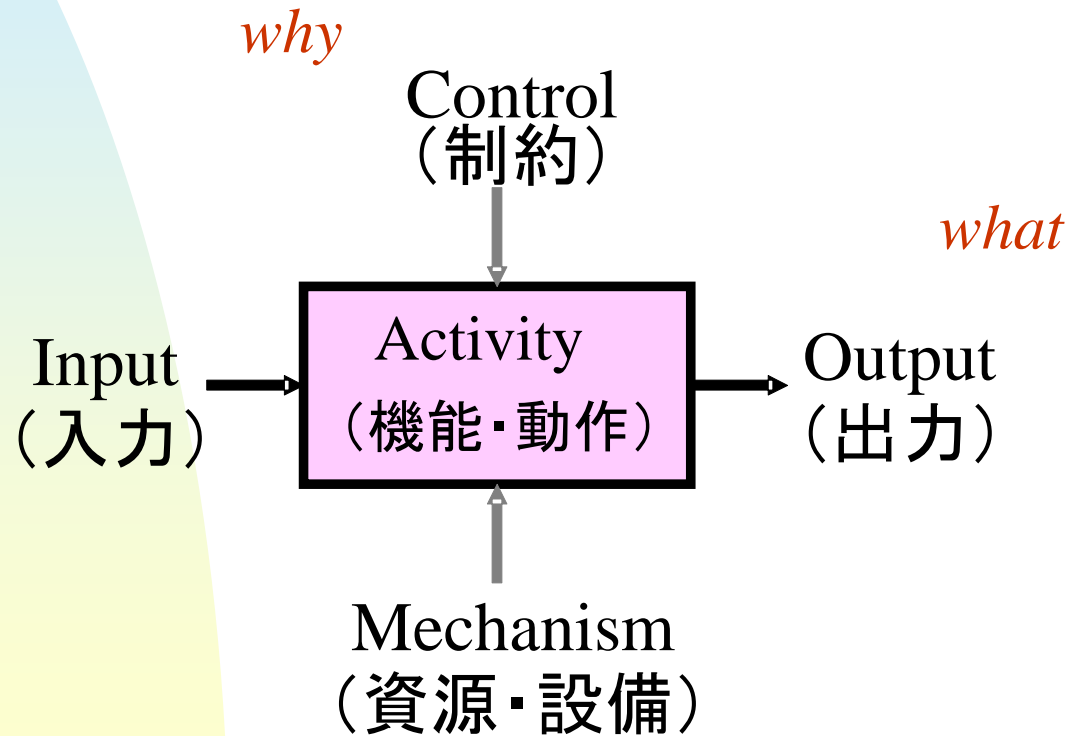 why
Control
（制約）
what
Input
（入力）
Activity
（機能・動作）
Output
（出力）
Mechanism
（資源・設備）